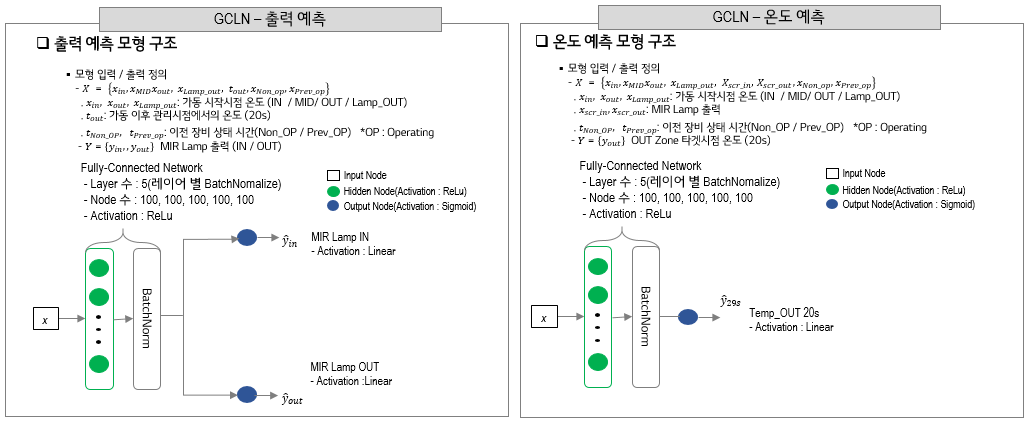 GCLN – 출력 예측
❑ 출력 예측 모형 구조
▪ 모형 입력 / 출력 정의
- X = {x_in, x_MID x_out, x_Lamp_out, t_out, x_Non_op, x_Prev_op}
. x_in, x_out, x_Lamp_out: 가동 시작시점 온도 (IN / MID/ OUT / Lamp_OUT)
. t_out: 가동 이후 관리시점에서의 온도 (20s)
. t_Non_OP, t_Prev_op: 이전 장비 상태 시간(Non_OP / Prev_OP) *OP : Operating
- Y = {y_in,, y_out} MIR Lamp 출력 (IN / OUT)
Fully-Connected Network
- Layer 수 : 5(레이어 별 BatchNomalize)
- Node 수 : 100, 100, 100, 100, 100
- Activation : ReLu
Input Node
Hidden Node(Activation : ReLu)
Output Node(Activation : Sigmoid)
x
BatchNorm
ŷ_in
MIR Lamp IN
- Activation : Linear
MIR Lamp OUT
- Activation :Linear
ŷ_out
GCLN – 온도 예측
❑ 온도 예측 모형 구조
▪ 모형 입력 / 출력 정의
- X = {x_in, x_MID x_out, x_Lamp_out, X_scr_in, X_scr_out, x_Non_op, x_Prev_op}
. x_in, x_out, x_Lamp_out: 가동 시작시점 온도 (IN / MID/ OUT / Lamp_OUT)
. x_scr_in, x_scr_out: MIR Lamp 출력
. t_Non_OP, t_Prev_op: 이전 장비 상태 시간(Non_OP / Prev_OP) *OP : Operating
- Y = {y_out} OUT Zone 타겟시점 온도 (20s)
Fully-Connected Network
- Layer 수 : 5(레이어 별 BatchNomalize)
- Node 수 : 100, 100, 100, 100, 100
- Activation : ReLu
Input Node
Hidden Node(Activation : ReLu)
Output Node(Activation : Sigmoid)
x
BatchNorm
ŷ_29s
Temp_OUT 20s
- Activation : Linear